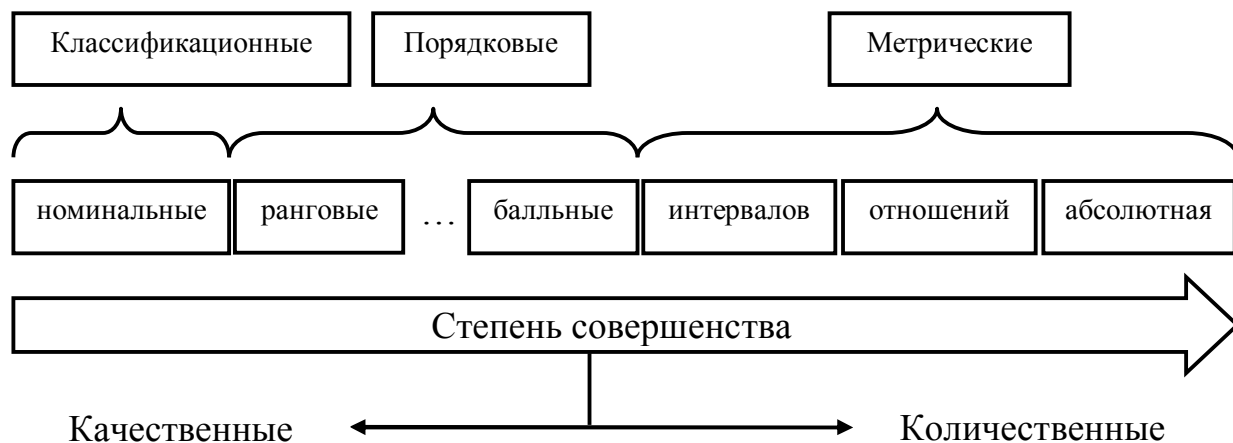 Классификационные
Порядковые
Метрические
номинальные
ранговые
…
балльные
интервалов
отношений
абсолютная
Степень совершенства
Качественные
Количественные